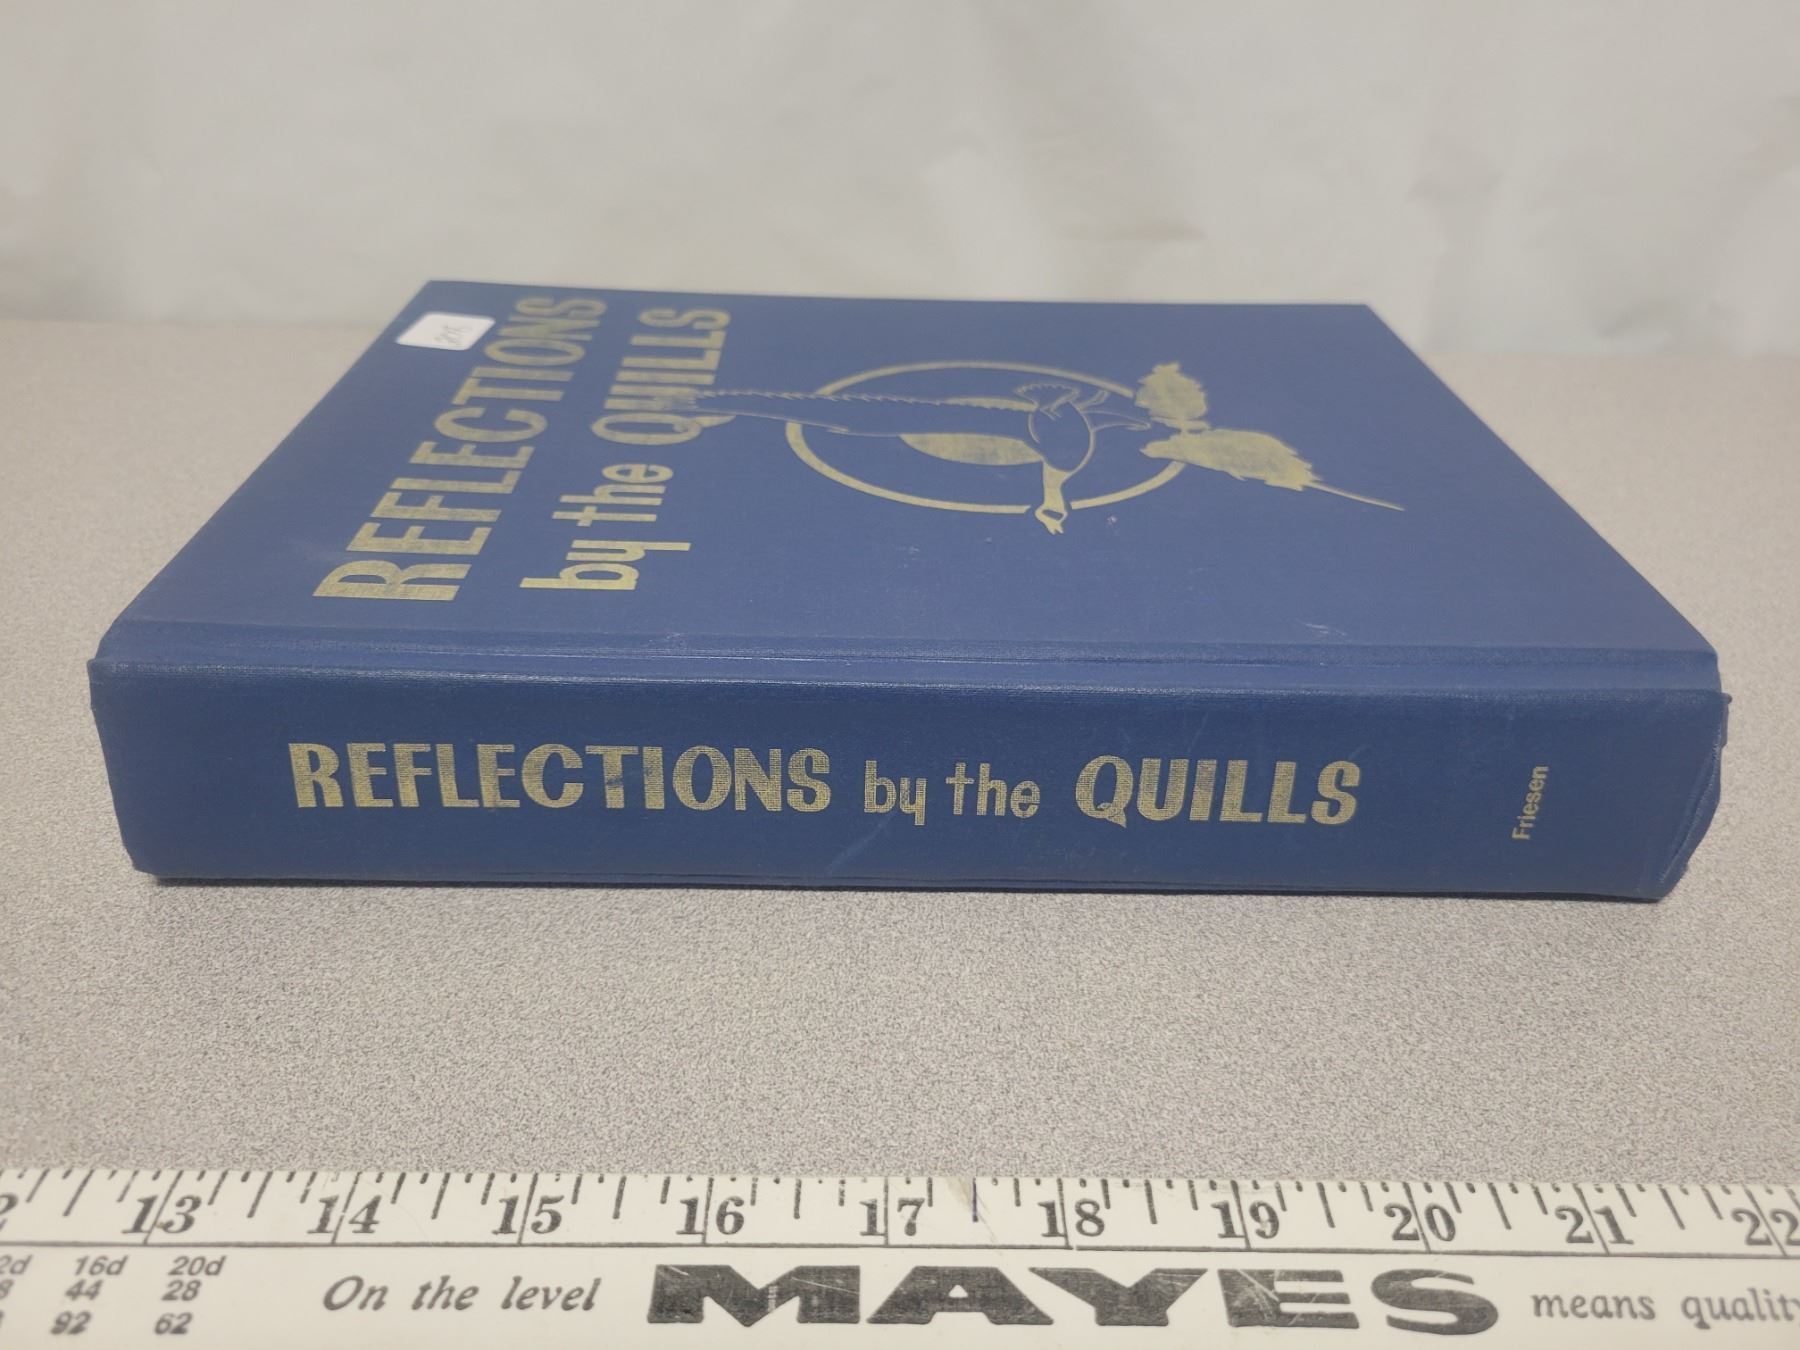 REFLECTIONS
by the QUILLS
REFLECTIONS by the QUILLS
Friesen
13 14 15 16 17 18 19 20 21 22
16d 20d
44 28
92 62
On the level MAYES means quality